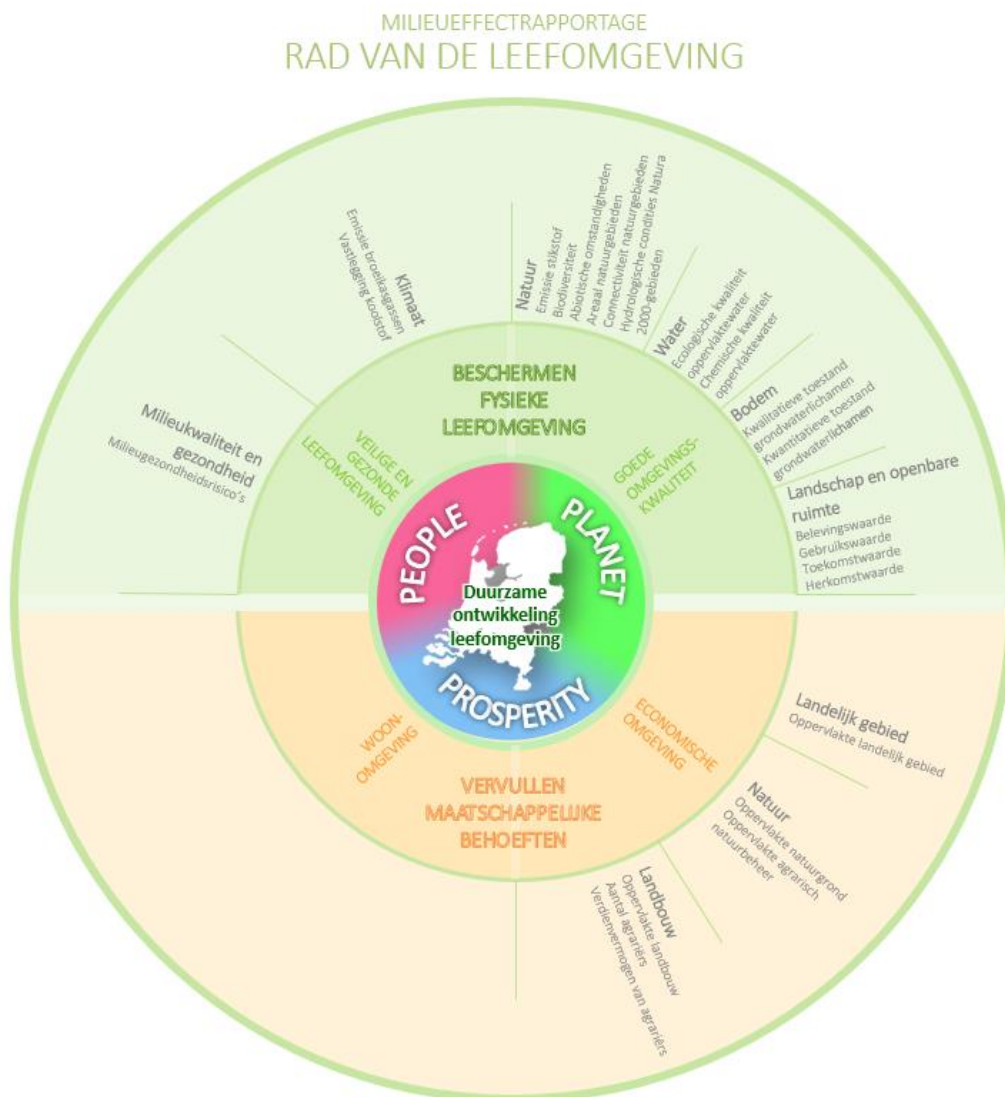 MILIEUEFFECTRAPPORTAGE
RAD VAN DE LEEFOMGEVING
Milieukwaliteit en
gezondheid
Milieugezondheidsrisico's
Klimaat
Emissie broeikasgassen
Vastlegging koolstof
Natuur
Emissie stikstof
Biodiversiteit
Abiotische omstandigheden
Areaal natuurgebieden
Connectiviteit natuurgebieden
Hydrologische condities Natura
2000-gebieden
Water
Ecologische kwaliteit
oppervlaktewater
Chemische kwaliteit
oppervlaktewater
Bodem
Kwalitatieve toestand
grondwaterlichamen
Kwantitatieve toestand
grondwaterlichamen
Landschap en openbare
ruimte
Belevingswaarde
Gebruikswaarde
Toekomstwaarde
Herkomstwaarde
BESCHERMEN
FYSIEKE
LEEFOMGEVING
VEILIGE EN
GEZONDE
LEEFOMGEVING
GOEDE
OMGEVINGS-
KWALITEIT
PEOPLE
PLANET
PROSPERITY
Duurzame
ontwikkeling
leefomgeving
WOON-
OMGEVING
ECONOMISCHE
OMGEVING
VERVULLEN
MAATSCHAPPELIJKE
BEHOEFTEN
Landelijk gebied
Oppervlakte landelijk gebied
Natuur
Oppervlakte natuurgrond
Oppervlakte agrarisch
natuurbeheer
Landbouw
Oppervlakte landbouw
Aantal agrariërs
Verdienvermogen van agrariërs